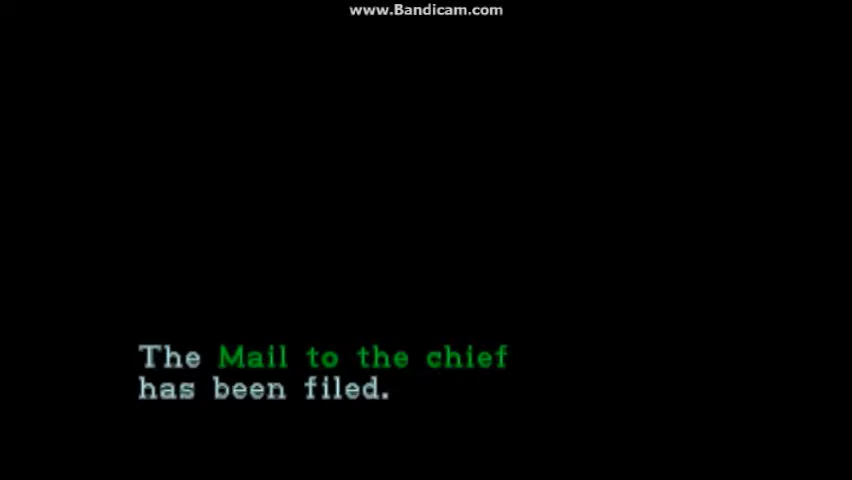 www.Bandicam.com
The Mail to the chief
has been filed.